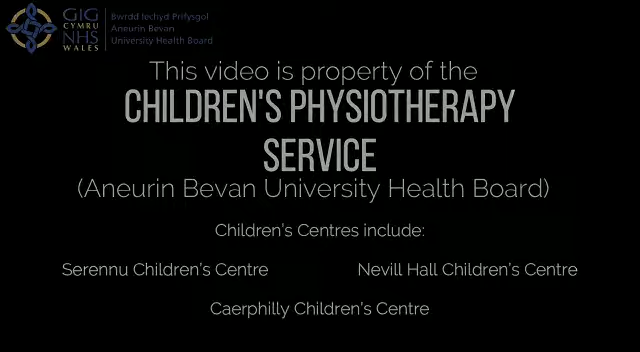 GIG
CYMRU
NHS
WALES
Bwrdd Iechyd Prifysgol
Aneurin Bevan
University Health Board
This video is property of the
CHILDREN'S PHYSIOTHERAPY
SERVICE
(Aneurin Bevan University Health Board)
Children's Centres include:
Serennu Children's Centre
Nevill Hall Children's Centre
Caerphilly Children's Centre